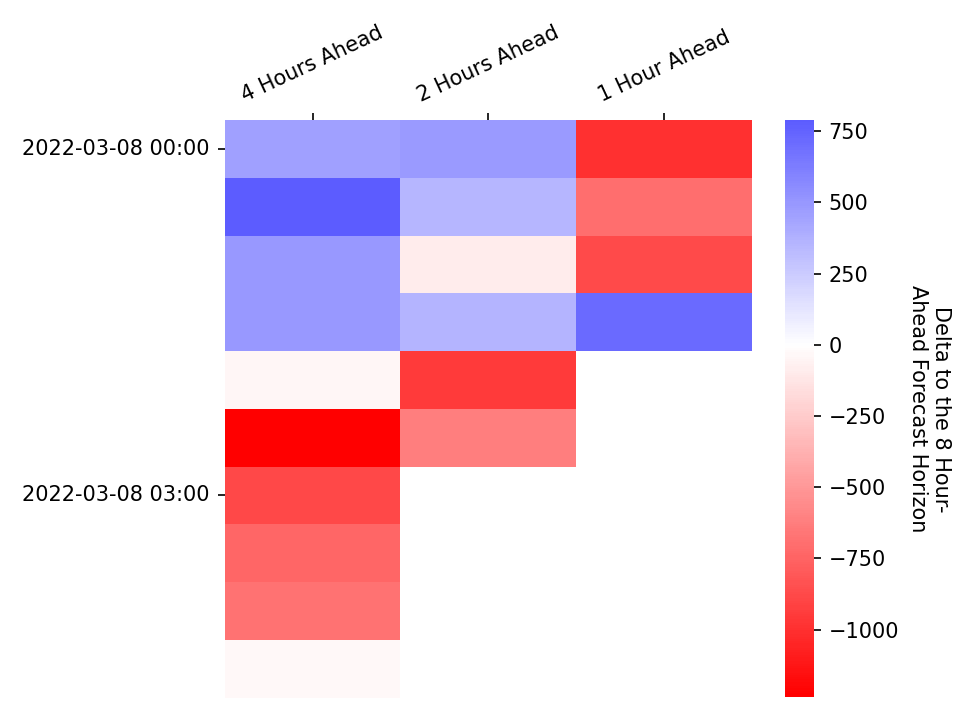 4 Hours Ahead
2 Hours Ahead
1 Hour Ahead
2022-03-08 00:00
2022-03-08 03:00
750
500
250
0
−250
−500
−750
−1000
Delta to the 8 Hour-
Ahead Forecast Horizon